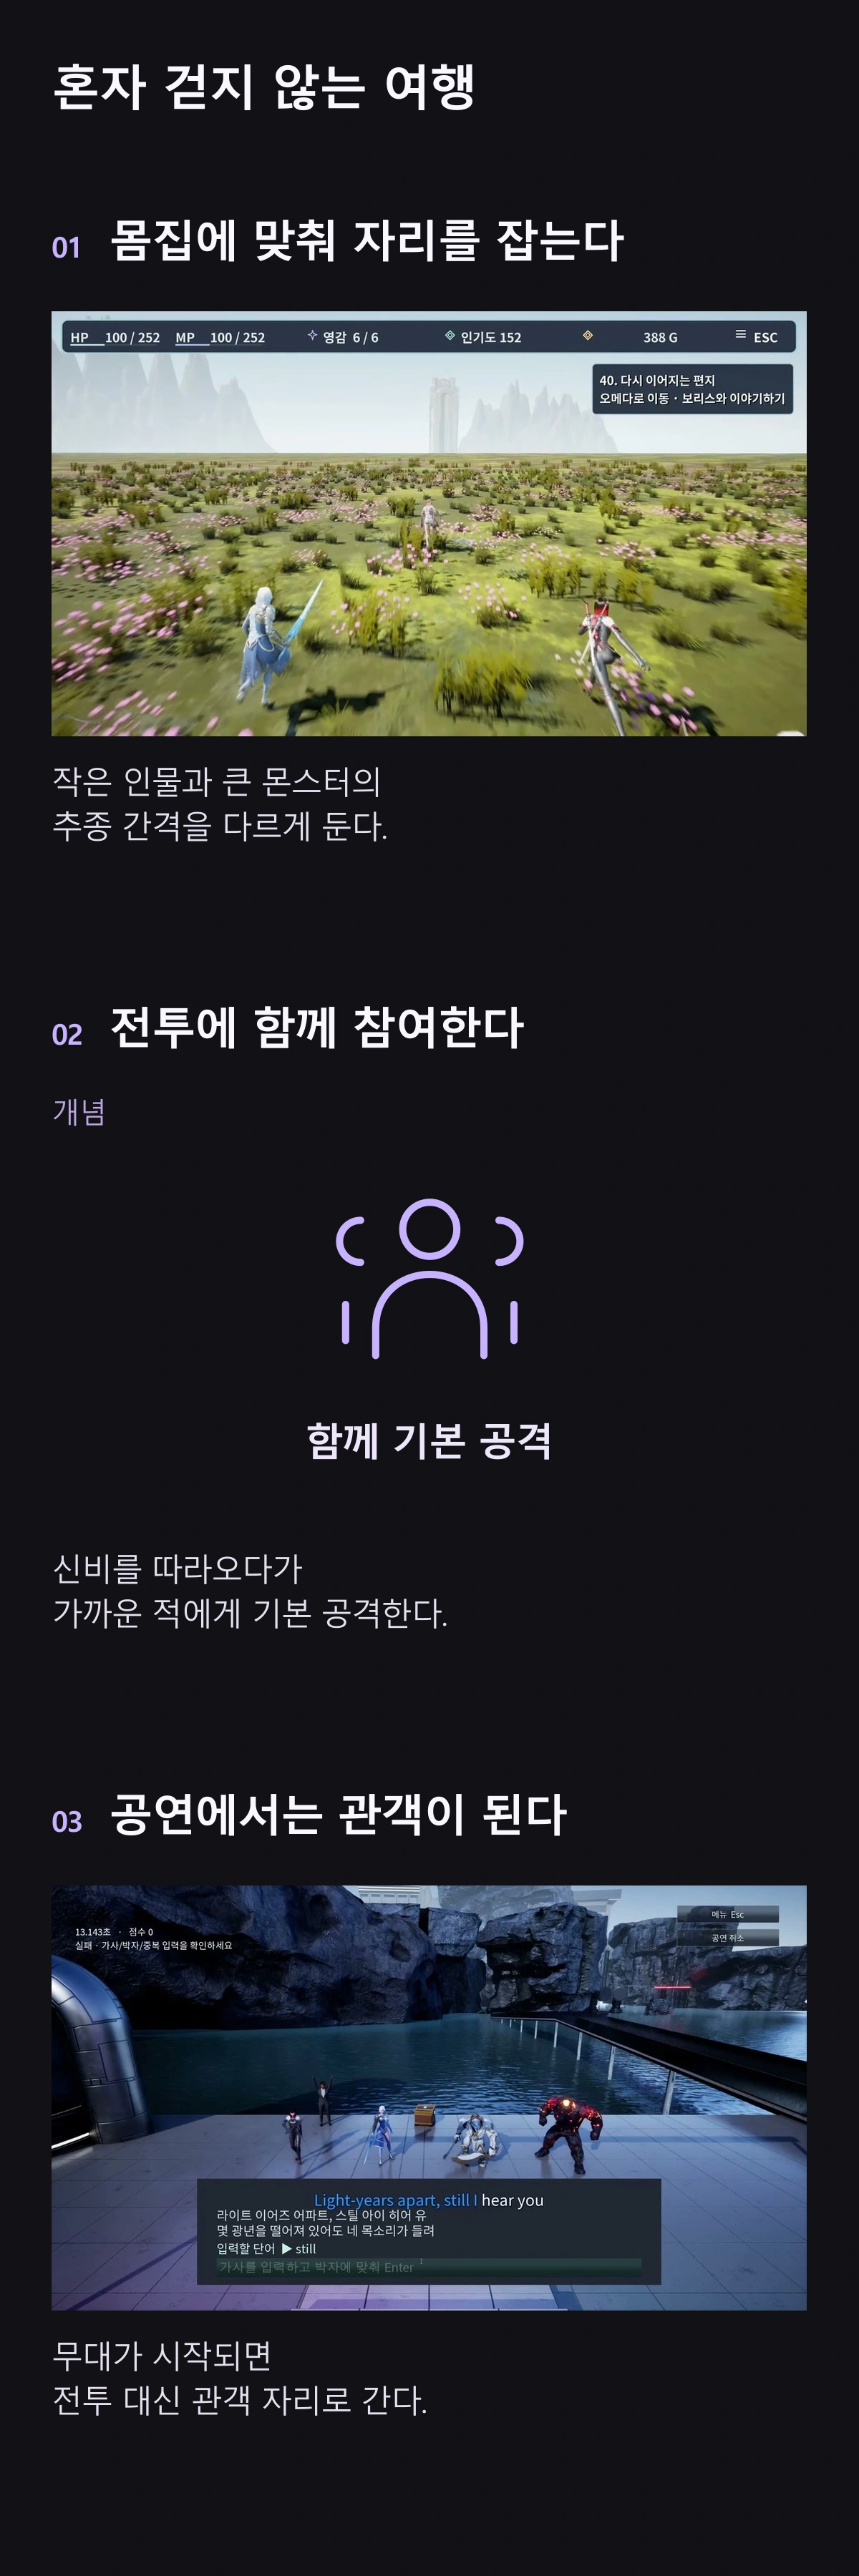 혼자 걷지 않는 여행
01 몸집에 맞춰 자리를 잡는다
HP 100 / 252 MP 100 / 252 영감 6 / 6 인기도 152 388 G ESC
40. 다시 이어지는 편지
오메다로 이동 · 보리스와 이야기하기
작은 인물과 큰 몬스터의
추종 간격을 다르게 둔다.
02 전투에 함께 참여한다
개념
함께 기본 공격
신비를 따라오다가
가까운 적에게 기본 공격한다.
03 공연에서는 관객이 된다
13.143초 · 점수 0
실패 · 가사/박자/중복 입력을 확인하세요
메뉴 Esc
공연 취소
Light-years apart, still I hear you
라이트 이어즈 어파트, 스틸 아이 히어 유
몇 광년을 떨어져 있어도 네 목소리가 들려
입력할 단어 ▶ still
가사를 입력하고 박자에 맞춰 Enter
무대가 시작되면
전투 대신 관객 자리로 간다.